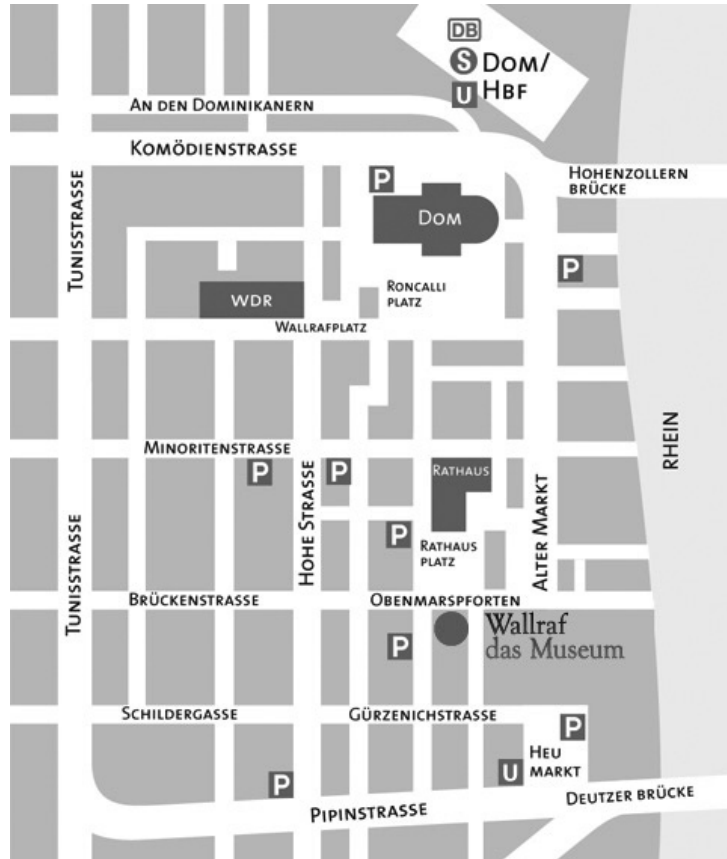 DB
S DOM/
U HBF
AN DEN DOMINIKANERN
KOMÖDIENSTRASSE
HOHENZOLLERN
BRÜCKE
P
DOM
TUNISSTRASSE
P
WDR
RONCALLI
PLATZ
WALLRAFPLATZ
RHEIN
MINORITENSTRASSE
P
P
RATHAUS
HOHE STRASSE
ALTER MARKT
P
RATHAUS
PLATZ
TUNISSTRASSE
BRÜCKENSTRASSE
OBENMARSPFORTEN
Wallraf
das Museum
P
SCHILDERGASSE
GÜRZENICHSTRASSE
P
HEU
MARKT
U
P
PIPINSTRASSE
DEUTZER BRÜCKE